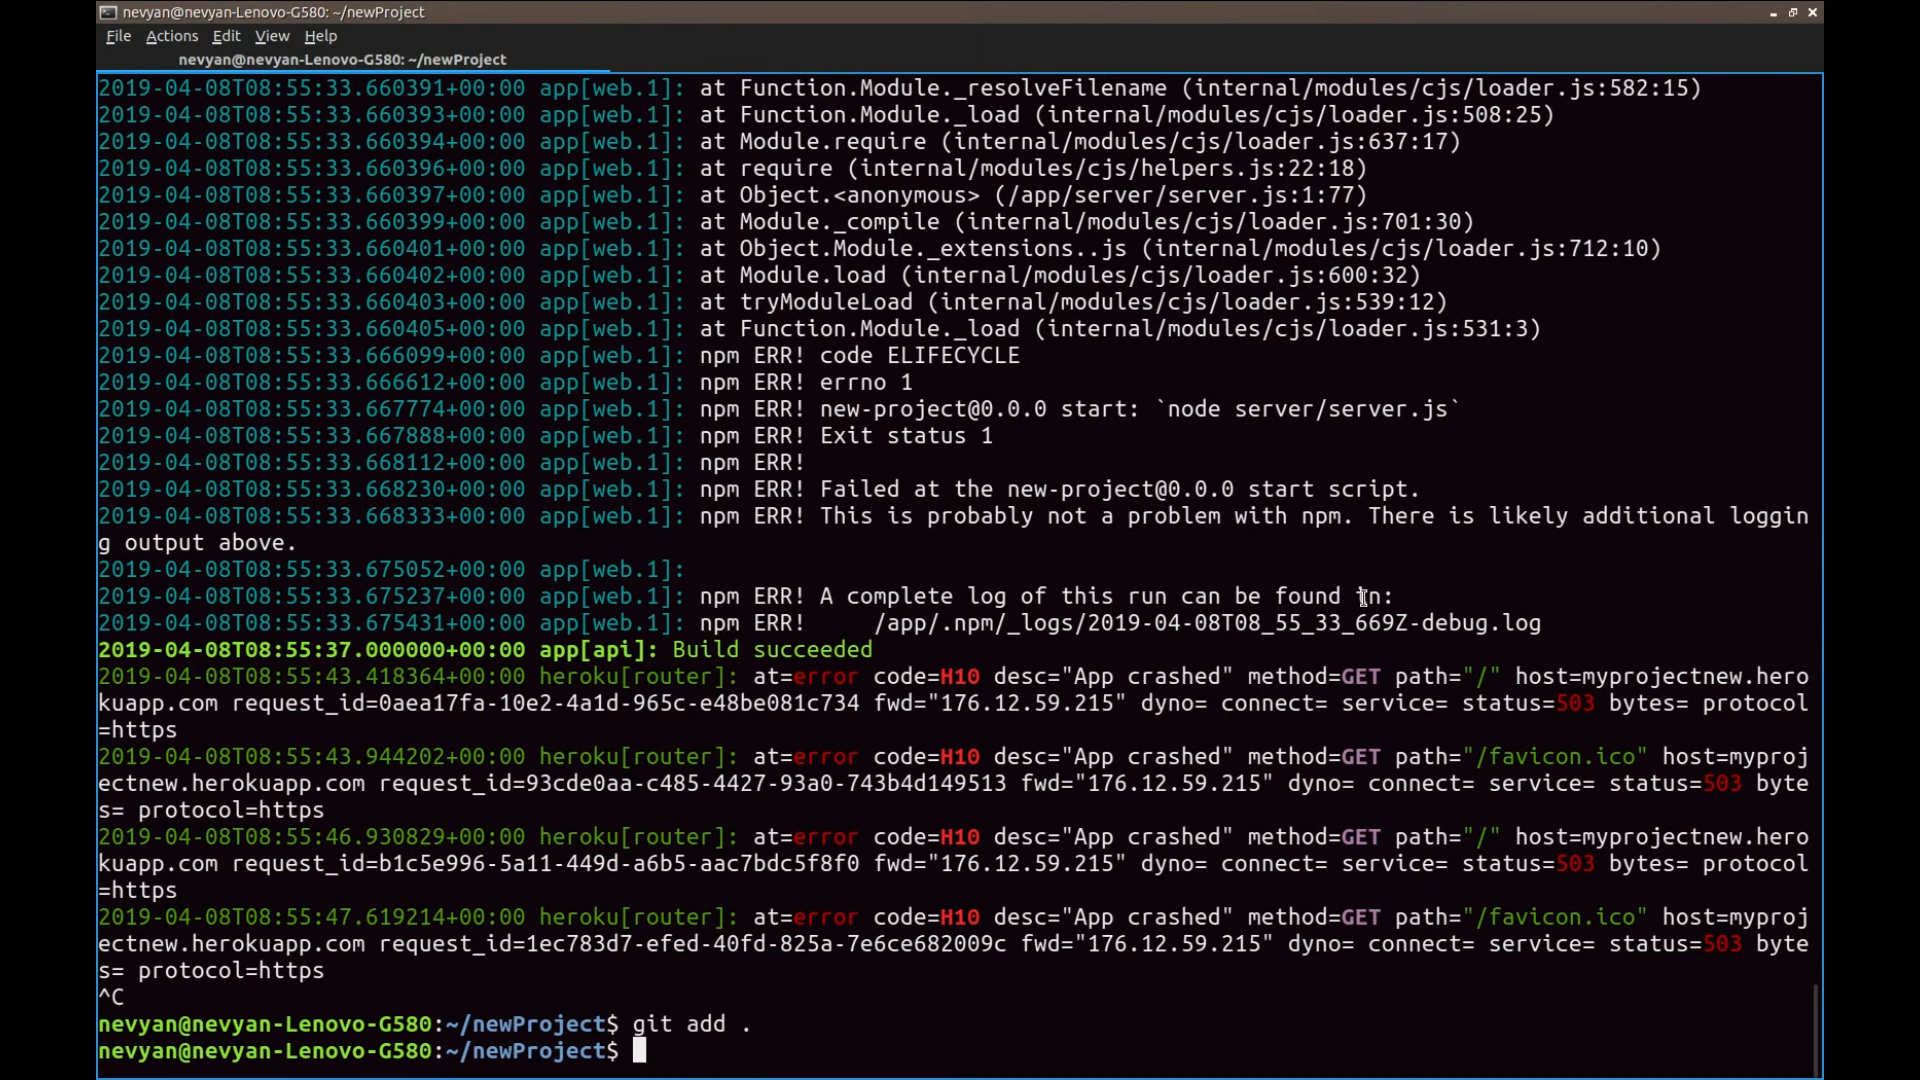 nevyan@nevyan-Lenovo-G580: ~/newProject
File Actions Edit View Help
nevyan@nevyan-Lenovo-G580: ~/newProject
2019-04-08T08:55:33.660391+00:00 app[web.1]: at Function.Module._resolveFilename (internal/modules/cjs/loader.js:582:15)
2019-04-08T08:55:33.660393+00:00 app[web.1]: at Function.Module._load (internal/modules/cjs/loader.js:508:25)
2019-04-08T08:55:33.660394+00:00 app[web.1]: at Module.require (internal/modules/cjs/loader.js:637:17)
2019-04-08T08:55:33.660396+00:00 app[web.1]: at require (internal/modules/cjs/helpers.js:22:18)
2019-04-08T08:55:33.660397+00:00 app[web.1]: at Object.<anonymous> (/app/server/server.js:1:77)
2019-04-08T08:55:33.660399+00:00 app[web.1]: at Module._compile (internal/modules/cjs/loader.js:701:30)
2019-04-08T08:55:33.660401+00:00 app[web.1]: at Object.Module._extensions..js (internal/modules/cjs/loader.js:712:10)
2019-04-08T08:55:33.660402+00:00 app[web.1]: at Module.load (internal/modules/cjs/loader.js:600:32)
2019-04-08T08:55:33.660403+00:00 app[web.1]: at tryModuleLoad (internal/modules/cjs/loader.js:539:12)
2019-04-08T08:55:33.660405+00:00 app[web.1]: at Function.Module._load (internal/modules/cjs/loader.js:531:3)
2019-04-08T08:55:33.666099+00:00 app[web.1]: npm ERR! code ELIFECYCLE
2019-04-08T08:55:33.666612+00:00 app[web.1]: npm ERR! errno 1
2019-04-08T08:55:33.667774+00:00 app[web.1]: npm ERR! new-project@0.0.0 start: `node server/server.js`
2019-04-08T08:55:33.667888+00:00 app[web.1]: npm ERR! Exit status 1
2019-04-08T08:55:33.668112+00:00 app[web.1]: npm ERR!
2019-04-08T08:55:33.668230+00:00 app[web.1]: npm ERR! Failed at the new-project@0.0.0 start script.
2019-04-08T08:55:33.668333+00:00 app[web.1]: npm ERR! This is probably not a problem with npm. There is likely additional loggin
g output above.
2019-04-08T08:55:33.675052+00:00 app[web.1]:
2019-04-08T08:55:33.675237+00:00 app[web.1]: npm ERR! A complete log of this run can be found in:
2019-04-08T08:55:33.675431+00:00 app[web.1]: npm ERR!     /app/.npm/_logs/2019-04-08T08_55_33_669Z-debug.log
2019-04-08T08:55:37.000000+00:00 app[api]: Build succeeded
2019-04-08T08:55:43.418364+00:00 heroku[router]: at=error code=H10 desc="App crashed" method=GET path="/" host=myprojectnew.hero
kuapp.com request_id=0aea17fa-10e2-4a1d-965c-e48be081c734 fwd="176.12.59.215" dyno= connect= service= status=503 bytes= protocol
=https
2019-04-08T08:55:43.944202+00:00 heroku[router]: at=error code=H10 desc="App crashed" method=GET path="/favicon.ico" host=myproj
ectnew.herokuapp.com request_id=93cde0aa-c485-4427-93a0-743b4d149513 fwd="176.12.59.215" dyno= connect= service= status=503 byte
s= protocol=https
2019-04-08T08:55:46.930829+00:00 heroku[router]: at=error code=H10 desc="App crashed" method=GET path="/" host=myprojectnew.hero
kuapp.com request_id=b1c5e996-5a11-449d-a6b5-aac7bdc5f8f0 fwd="176.12.59.215" dyno= connect= service= status=503 bytes= protocol
=https
2019-04-08T08:55:47.619214+00:00 heroku[router]: at=error code=H10 desc="App crashed" method=GET path="/favicon.ico" host=myproj
ectnew.herokuapp.com request_id=1ec783d7-efed-40fd-825a-7e6ce682009c fwd="176.12.59.215" dyno= connect= service= status=503 byte
s= protocol=https
^C
nevyan@nevyan-Lenovo-G580:~/newProject$ git add .
nevyan@nevyan-Lenovo-G580:~/newProject$